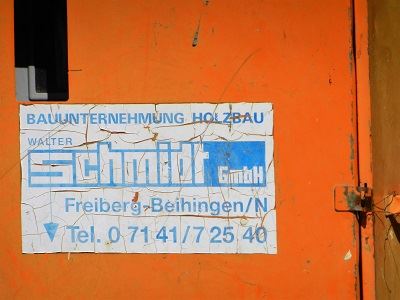 BAUUNTERNEHMUNG HOLZBAU
WALTER
Schmidt GmbH
Freiberg-Beihingen/N
Tel. 0 71 41/7 25 40